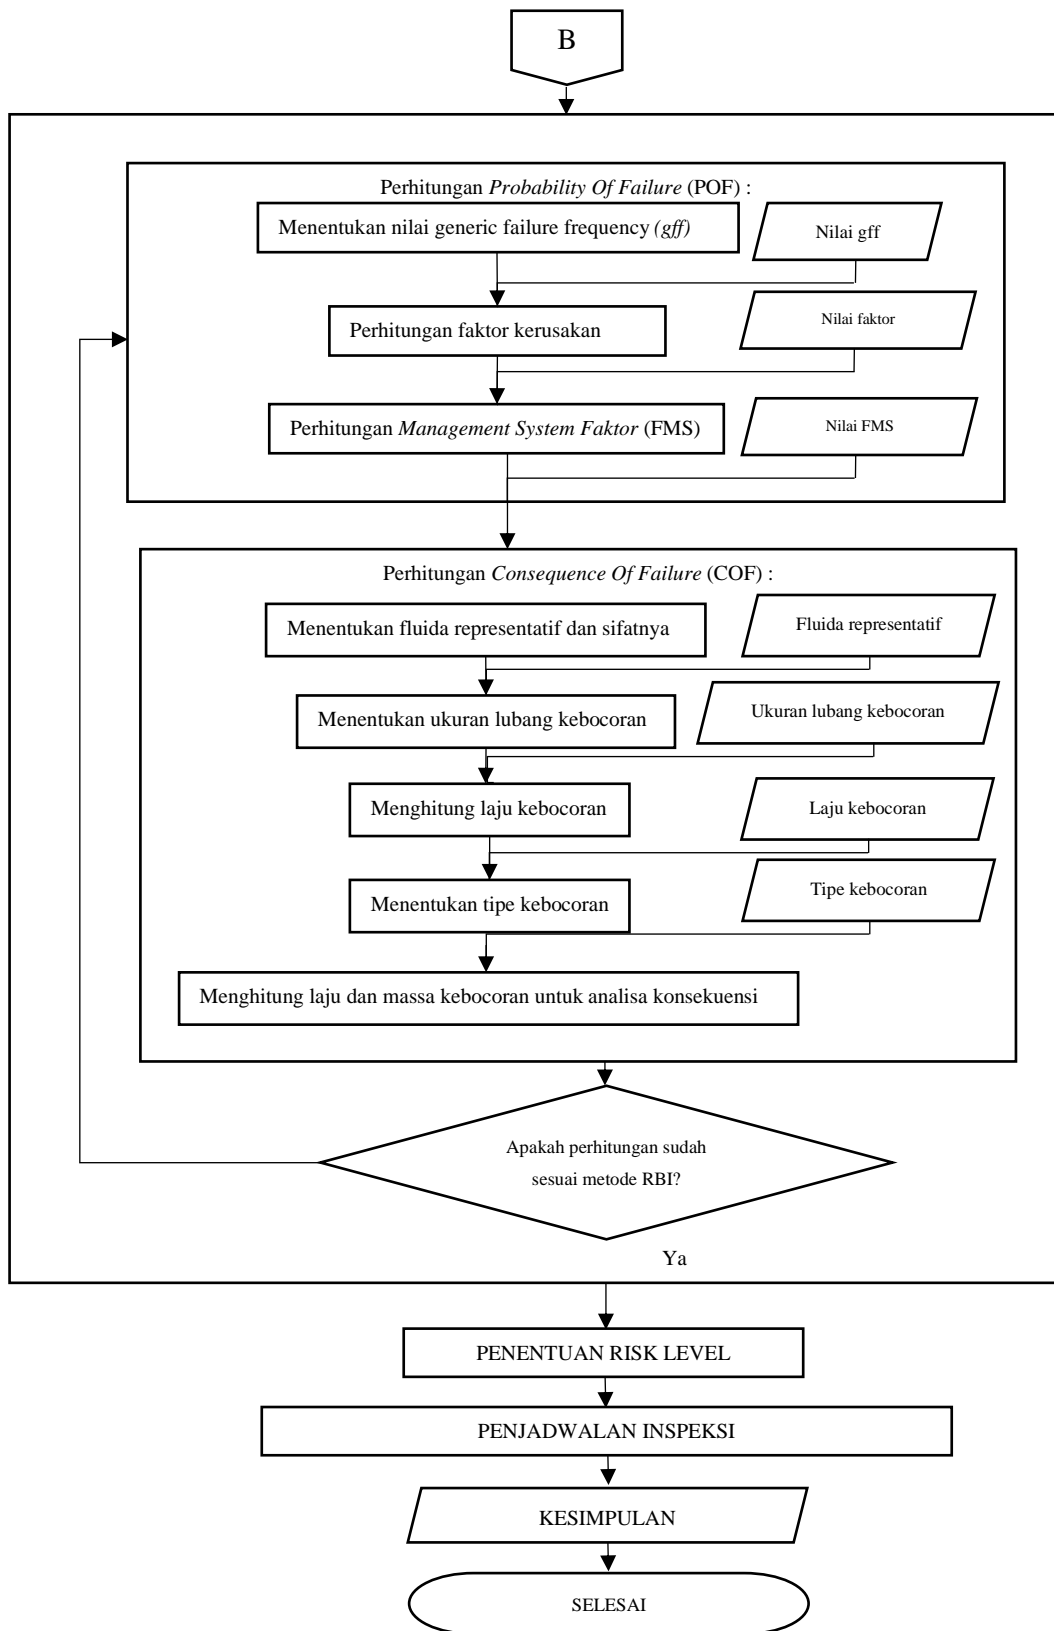 B
Perhitungan Probability Of Failure (POF) :
Menentukan nilai generic failure frequency (gff)
Nilai gff
Perhitungan faktor kerusakan
Nilai faktor
Perhitungan Management System Faktor (FMS)
Nilai FMS
Perhitungan Consequence Of Failure (COF) :
Menentukan fluida representatif dan sifatnya
Fluida representatif
Menentukan ukuran lubang kebocoran
Ukuran lubang kebocoran
Menghitung laju kebocoran
Laju kebocoran
Menentukan tipe kebocoran
Tipe kebocoran
Menghitung laju dan massa kebocoran untuk analisa konsekuensi
Apakah perhitungan sudah
sesuai metode RBI?
Ya
PENENTUAN RISK LEVEL
PENJADWALAN INSPEKSI
KESIMPULAN
SELESAI